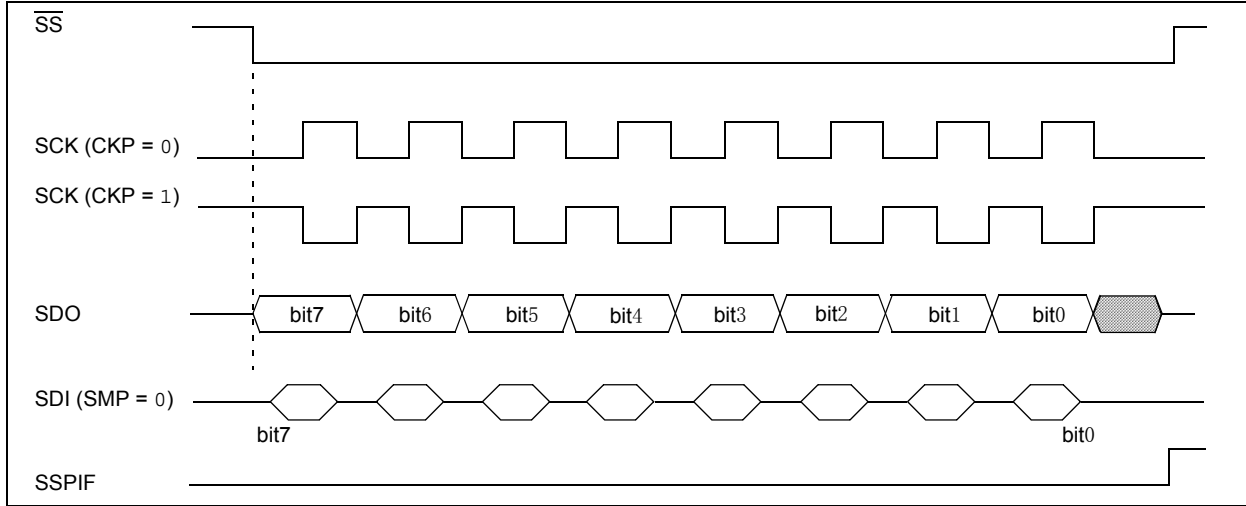 SS
SCK (CKP = 0)
SCK (CKP = 1)
SDO bit7 bit6 bit5 bit4 bit3 bit2 bit1 bit0
SDI (SMP = 0)
bit7 bit0
SSPIF